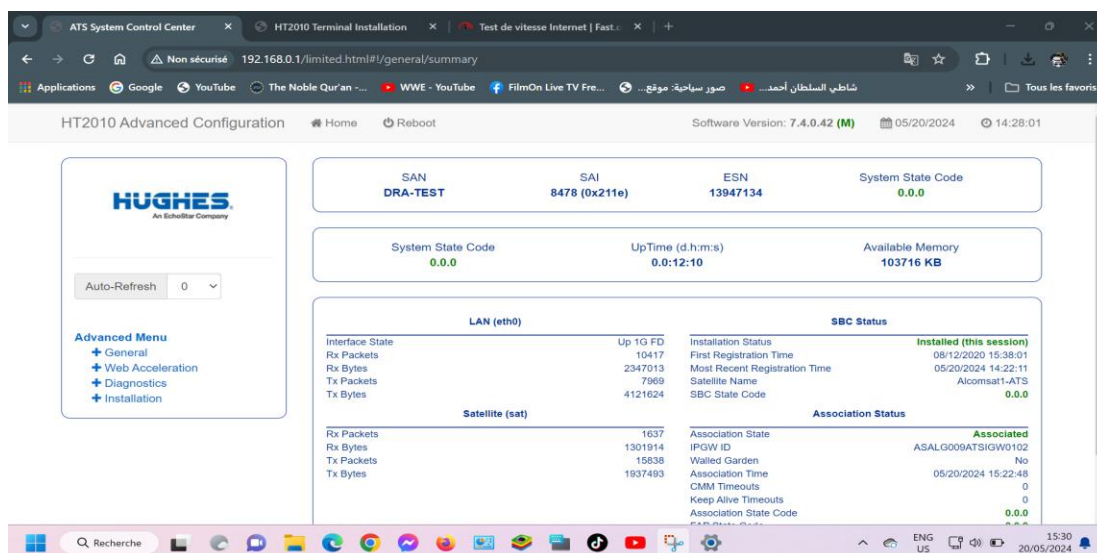 ATS System Control Center
HT2010 Terminal Installation
Test de vitesse Internet | Fast.c
Non sécurisé 192.168.0.1/limited.html#!/general/summary
Applications Google YouTube The Noble Qur'an -... WWE - YouTube FilmOn Live TV Fre... صور سياحية: موقع... شاطي السلطان أحمد... » Tous les favoris
HT2010 Advanced Configuration Home Reboot Software Version: 7.4.0.42 (M) 05/20/2024 14:28:01
HUGHES.
An EchoStar Company
Auto-Refresh 0
Advanced Menu
General
Web Acceleration
Diagnostics
Installation
SAN SAI ESN System State Code
DRA-TEST 8478 (0x211e) 13947134 0.0.0
System State Code UpTime (d.h:m:s) Available Memory
0.0.0 0.0:12:10 103716 KB
LAN (eth0)
Interface State Up 1G FD
Rx Packets 10417
Rx Bytes 2347013
Tx Packets 7969
Tx Bytes 4121624
Satellite (sat)
Rx Packets 1637
Rx Bytes 1301914
Tx Packets 15838
Tx Bytes 1937493
SBC Status
Installation Status Installed (this session)
First Registration Time 08/12/2020 15:38:01
Most Recent Registration Time 05/20/2024 14:22:11
Satellite Name Alcomsat1-ATS
SBC State Code 0.0.0
Association Status
Association State Associated
IPGW ID ASALG009ATSIGW0102
Walled Garden No
Association Time 05/20/2024 15:22:48
CMM Timeouts 0
Keep Alive Timeouts 0
Association State Code 0.0.0
Recherche
ENG
US
15:30
20/05/2024